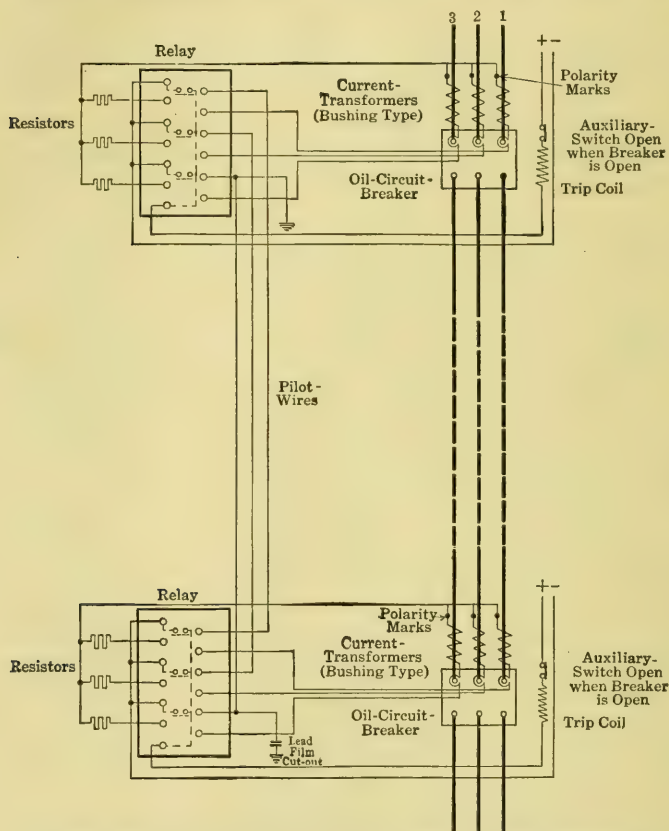 3 2 1
Relay
+ -
Current-
Transformers
(Bushing Type)
Polarity
Marks
Resistors
Auxiliary-
Switch Open
when Breaker
is Open
Oil-Circuit-
Breaker
Trip Coil
Pilot-
Wires
+ -
Relay
Polarity
Marks
Current-
Transformers
(Bushing Type)
Resistors
Auxiliary-
Switch Open
when Breaker
is Open
Oil-Circuit-
Breaker
Trip Coil
Lead
Film
Cut-out